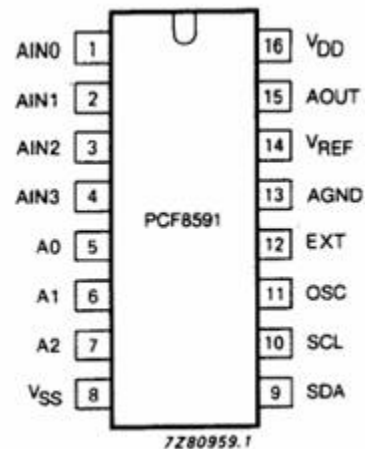 AIN0 1 16 VDD
AIN1 2 15 AOUT
AIN2 3 14 VREF
AIN3 4 13 AGND
PCF8591
A0 5 12 EXT
A1 6 11 OSC
A2 7 10 SCL
VSS 8 9 SDA
7Z80959.1